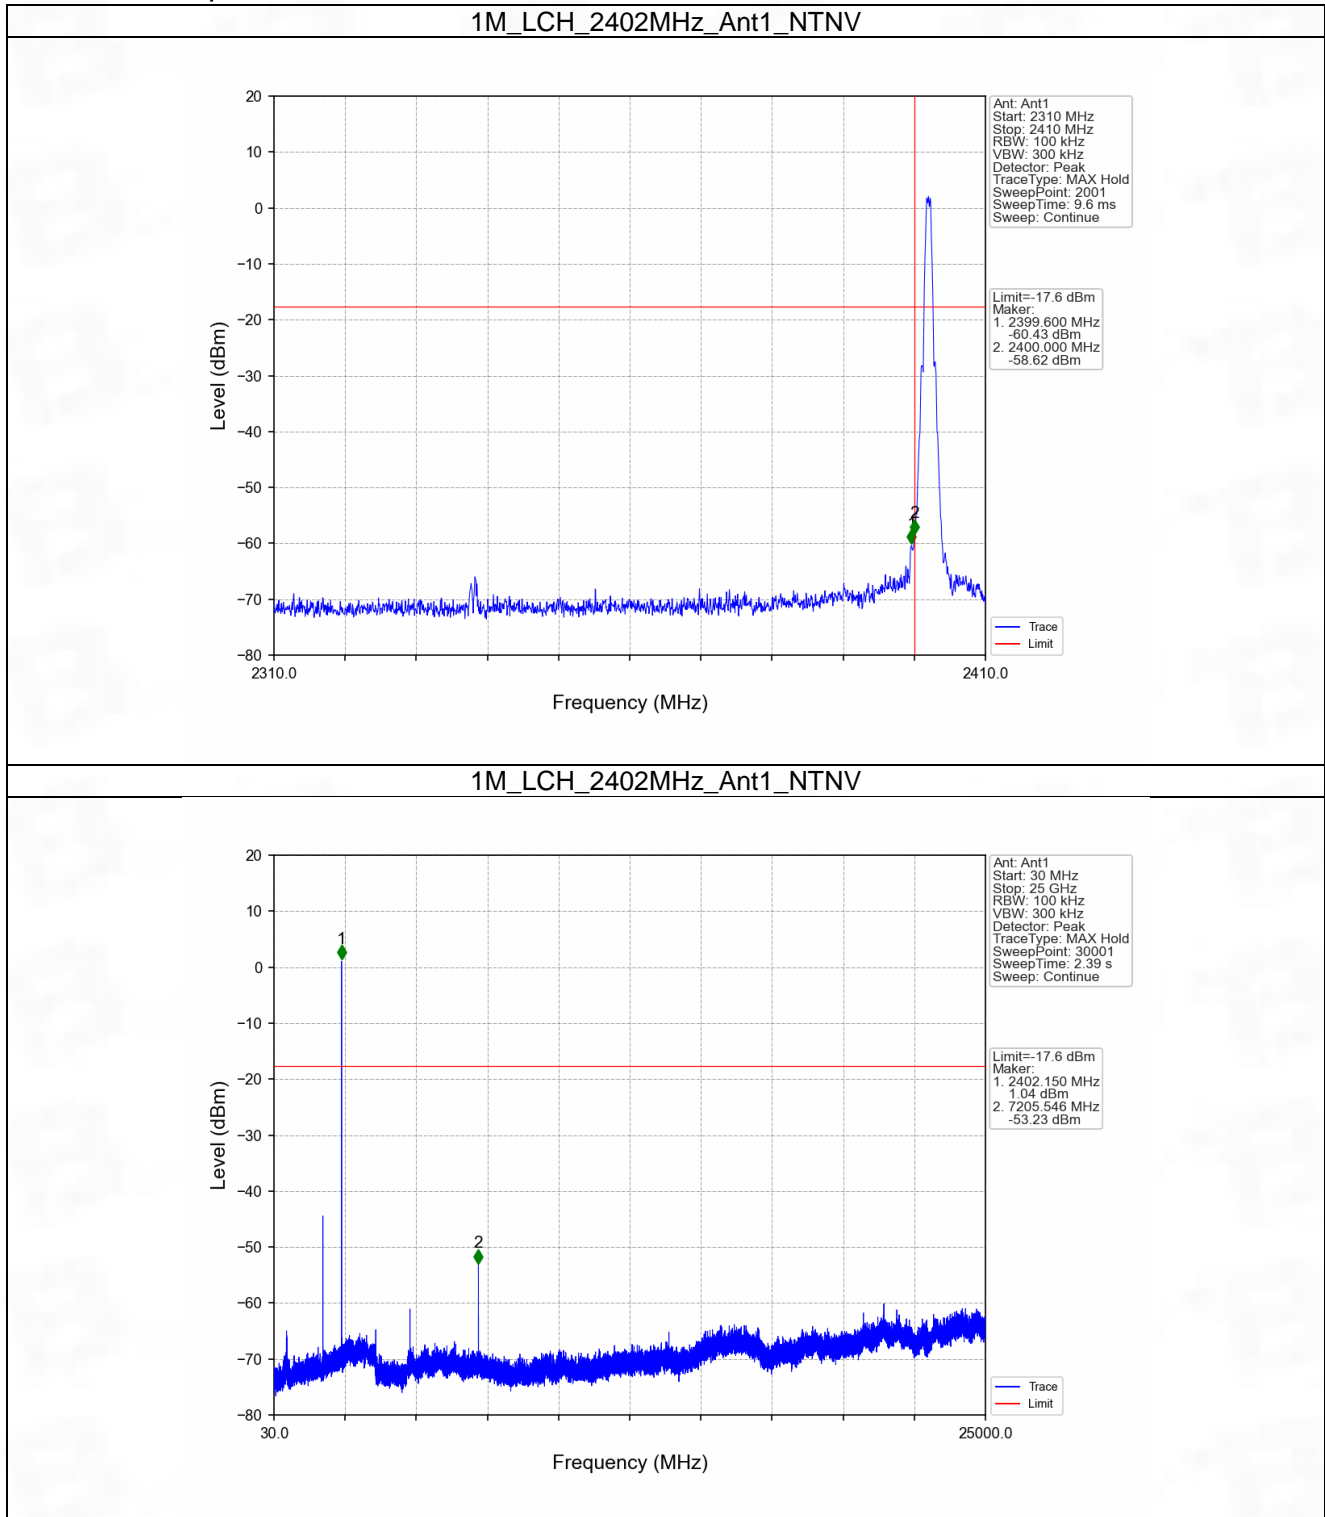 1M_LCH_2402MHz_Ant1_NTNV
20
10
0
−10
−20
−30
−40
−50
−60
−70
−80
Level (dBm)
2310.0
2410.0
Frequency (MHz)
2
Ant: Ant1
Start: 2310 MHz
Stop: 2410 MHz
RBW: 100 kHz
VBW: 300 kHz
Detector: Peak
TraceType: MAX Hold
SweepPoint: 2001
SweepTime: 9.6 ms
Sweep: Continue
Limit=-17.6 dBm
Maker:
1. 2399.600 MHz
-60.43 dBm
2. 2400.000 MHz
-58.62 dBm
Trace
Limit
1M_LCH_2402MHz_Ant1_NTNV
20
10
0
−10
−20
−30
−40
−50
−60
−70
−80
Level (dBm)
30.0
25000.0
Frequency (MHz)
1
2
Ant: Ant1
Start: 30 MHz
Stop: 25 GHz
RBW: 100 kHz
VBW: 300 kHz
Detector: Peak
TraceType: MAX Hold
SweepPoint: 30001
SweepTime: 2.39 s
Sweep: Continue
Limit=-17.6 dBm
Maker:
1. 2402.150 MHz
1.04 dBm
2. 7205.546 MHz
-53.23 dBm
Trace
Limit